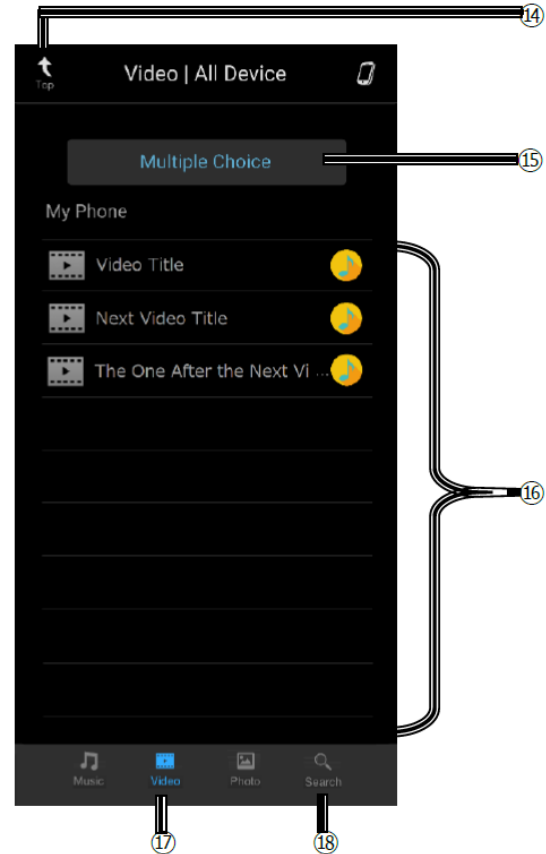 ⑭
Top
Video | All Device
Multiple Choice
⑮
My Phone
Video Title
Next Video Title
The One After the Next Vi ...
⑯
Music Video Photo Search
⑰ ⑱